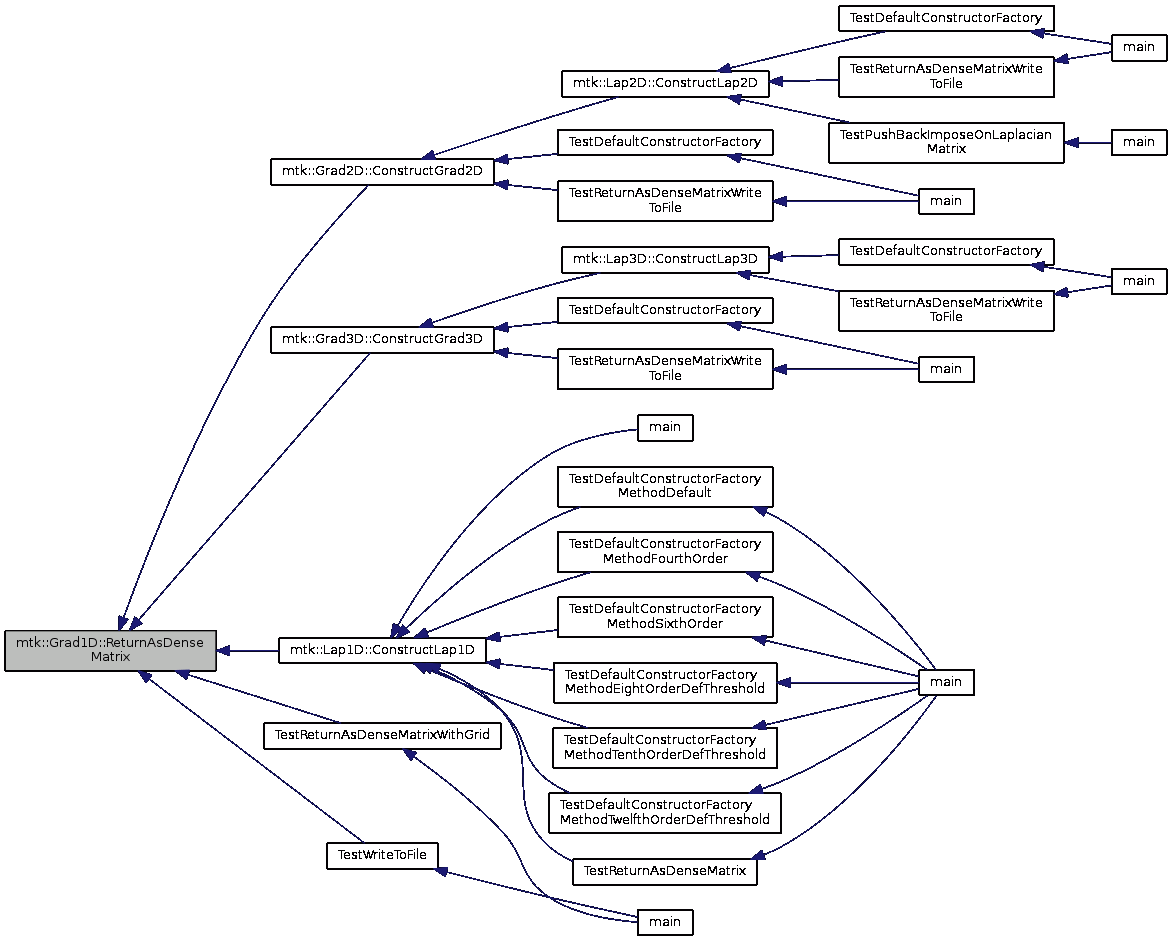 TestDefaultConstructorFactory
main
TestReturnAsDenseMatrixWrite
ToFile
mtk::Lap2D::ConstructLap2D
TestPushBackImposeOnLaplacian
Matrix
main
TestDefaultConstructorFactory
mtk::Grad2D::ConstructGrad2D
TestReturnAsDenseMatrixWrite
ToFile
main
mtk::Lap3D::ConstructLap3D
TestDefaultConstructorFactory
main
TestReturnAsDenseMatrixWrite
ToFile
TestDefaultConstructorFactory
mtk::Grad3D::ConstructGrad3D
TestReturnAsDenseMatrixWrite
ToFile
main
main
TestDefaultConstructorFactory
MethodDefault
TestDefaultConstructorFactory
MethodFourthOrder
TestDefaultConstructorFactory
MethodSixthOrder
mtk::Grad1D::ReturnAsDense
Matrix
mtk::Lap1D::ConstructLap1D
TestDefaultConstructorFactory
MethodEightOrderDefThreshold
main
TestReturnAsDenseMatrixWithGrid
TestDefaultConstructorFactory
MethodTenthOrderDefThreshold
TestDefaultConstructorFactory
MethodTwelfthOrderDefThreshold
TestWriteToFile
TestReturnAsDenseMatrix
main